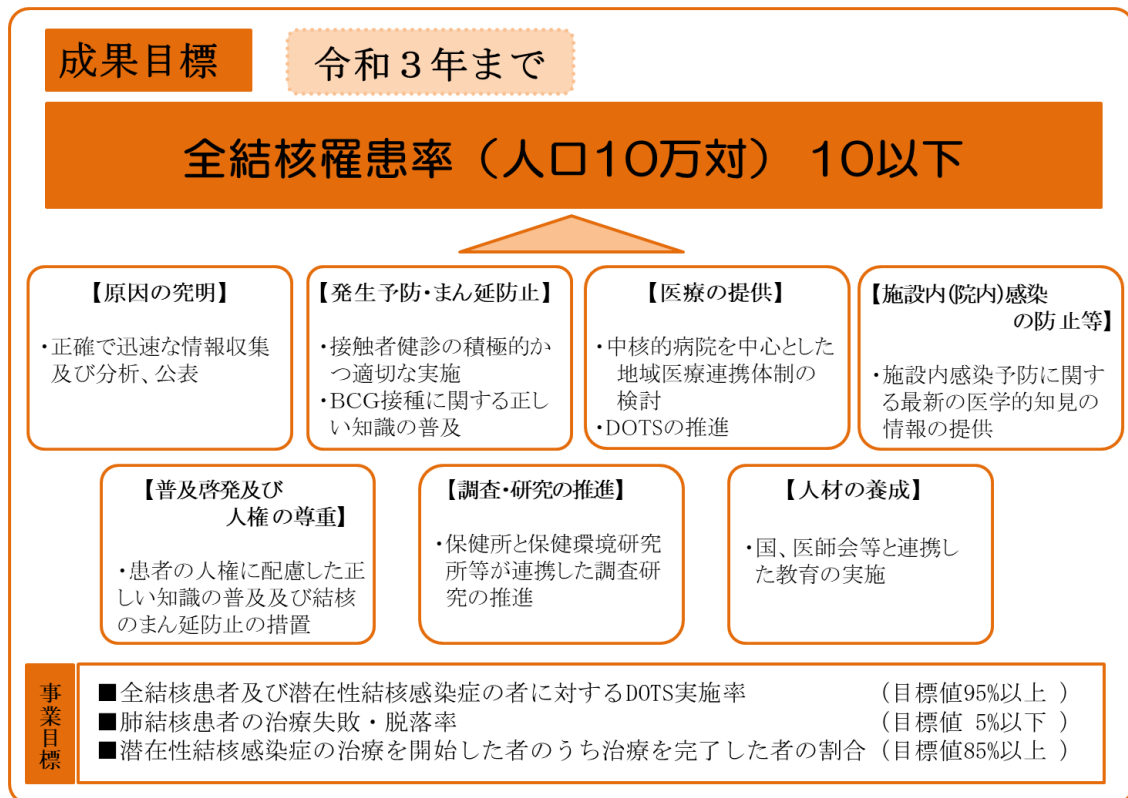 成果目標
令和３年まで
全結核罹患率（人口10万対） 10以下
【原因の究明】
・正確で迅速な情報収集
及び分析、公表
【発生予防・まん延防止】
・接触者健診の積極的か
つ適切な実施
・BCG接種に関する正し
い知識の普及
【医療の提供】
・中核的病院を中心とした
地域医療連携体制の
検討
・DOTSの推進
【施設内(院内)感染
の防止等】
・施設内感染予防に関す
る最新の医学的知見の
情報の提供
【普及啓発及び
人権の尊重】
・患者の人権に配慮した正
しい知識の普及及び結核
のまん延防止の措置
【調査・研究の推進】
・保健所と保健環境研究
所等が連携した調査研
究の推進
【人材の養成】
・国、医師会等と連携し
た教育の実施
事業目標
■全結核患者及び潜在性結核感染症の者に対するDOTS実施率 （目標値95%以上 ）
■肺結核患者の治療失敗・脱落率 （目標値 5%以下 ）
■潜在性結核感染症の治療を開始した者のうち治療を完了した者の割合（目標値85%以上 ）